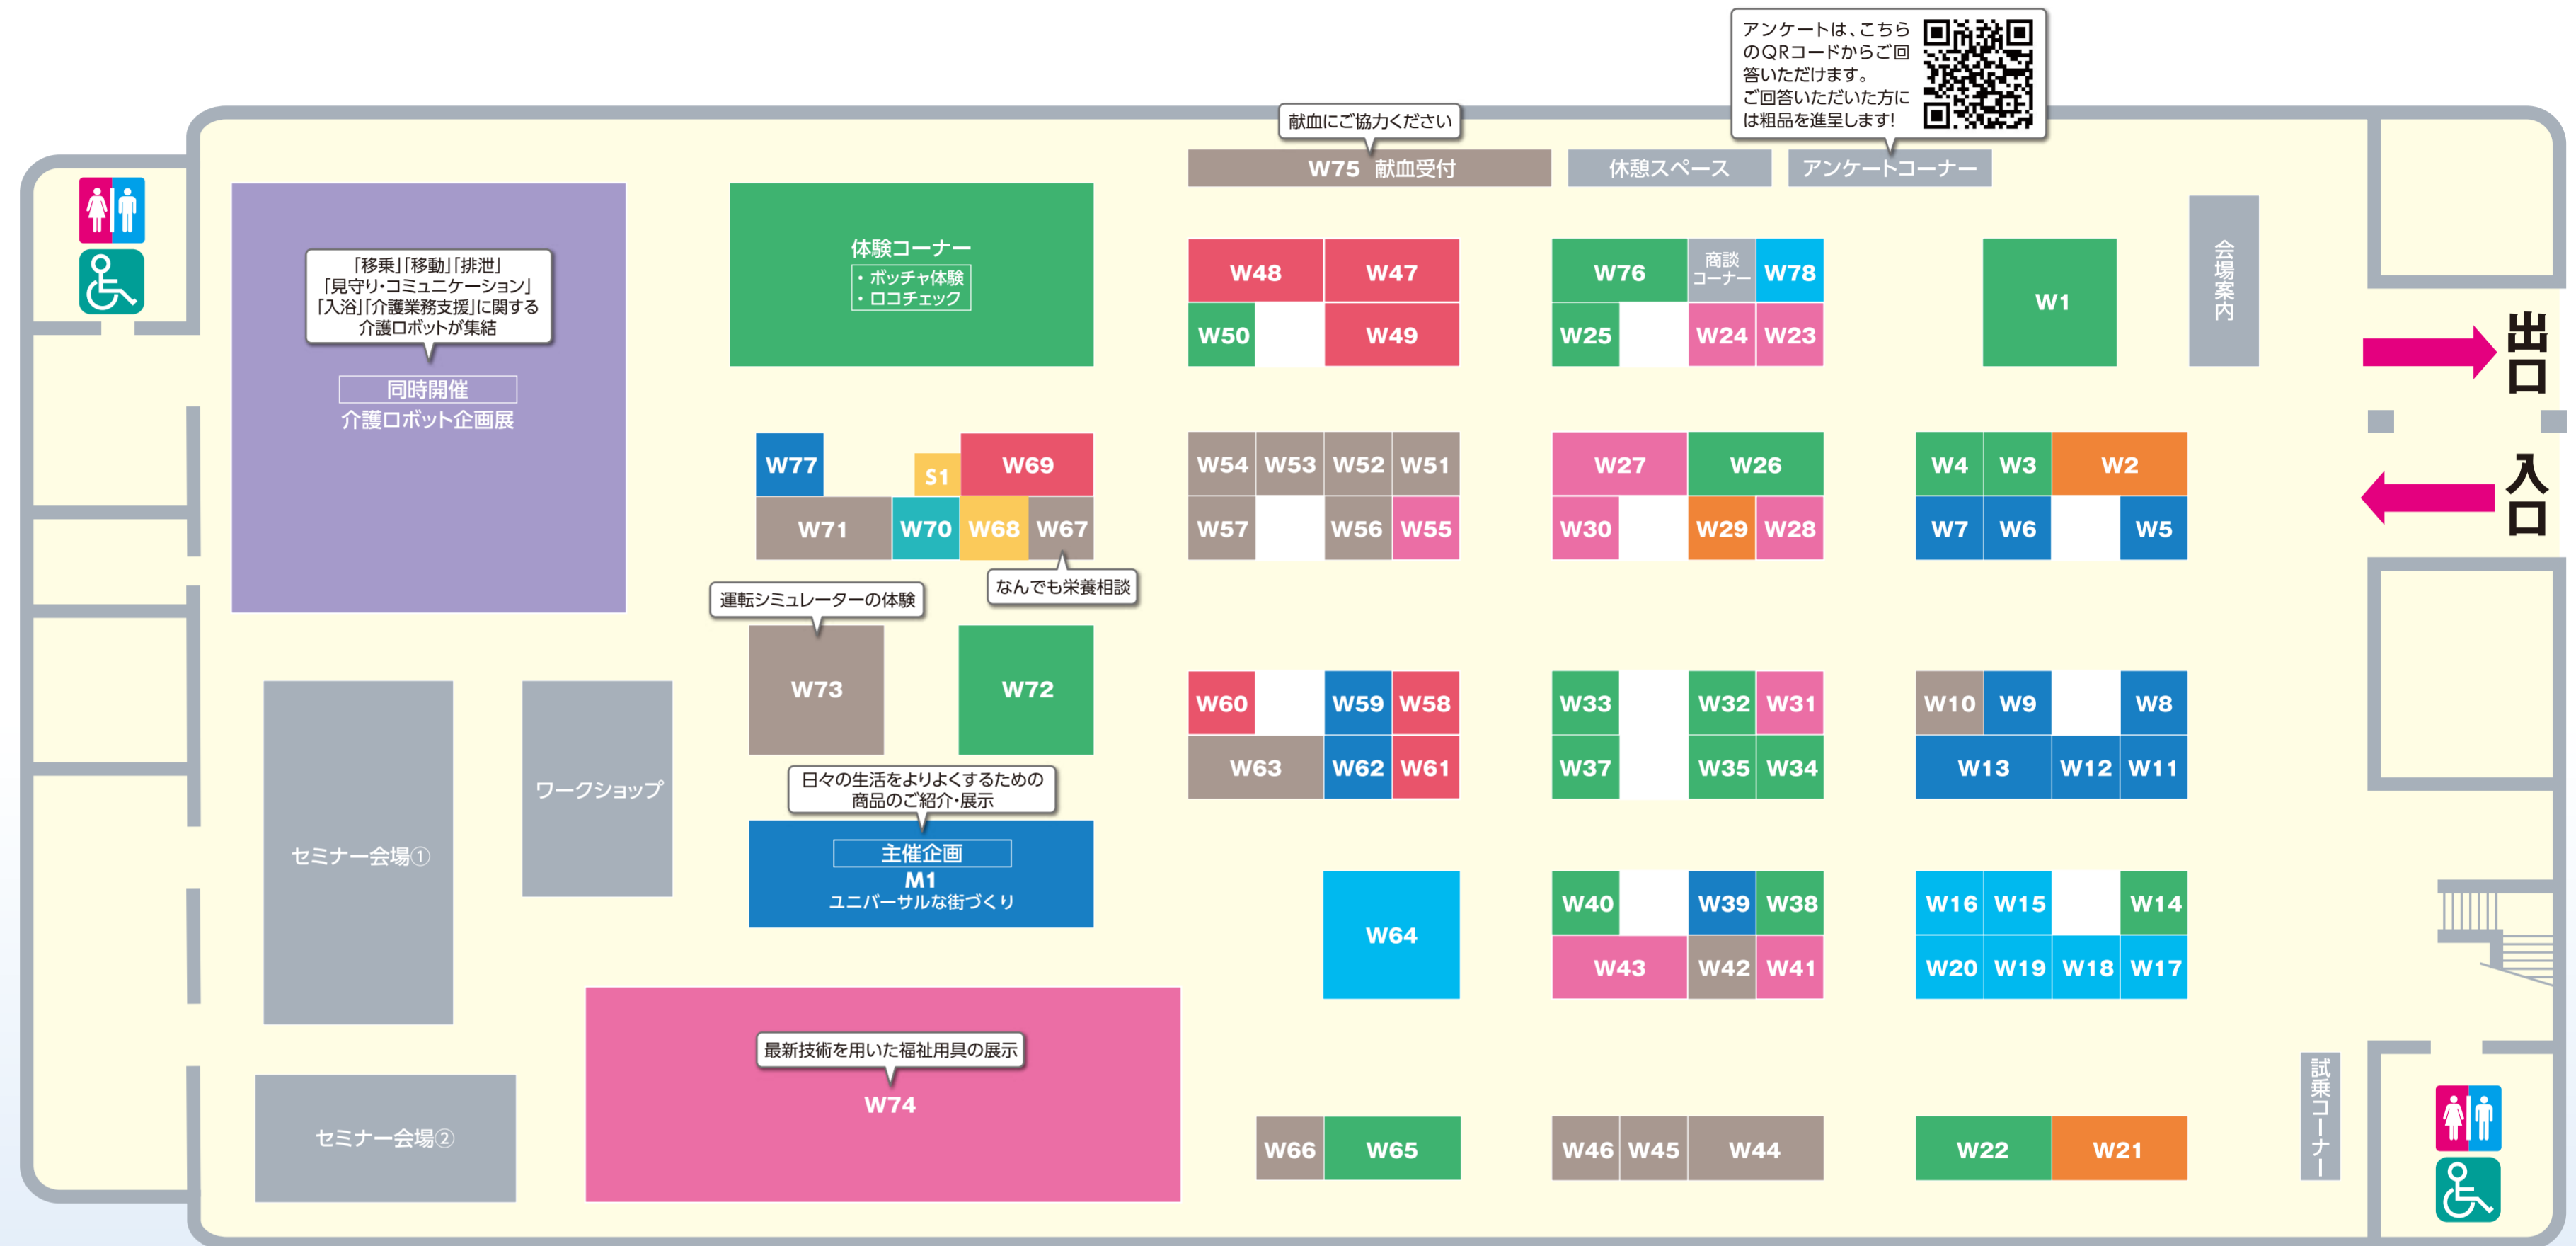 アンケートは、こちら
のQRコードからご回
答いただけます。
ご回答いただいた方に
は粗品を進呈します!
献血にご協力ください
W75 献血受付
休憩スペース
アンケートコーナー
「移乗」「移動」「排泄」
「見守り・コミュニケーション」
「入浴」「介護業務支援」に関する
介護ロボットが集結
同時開催
介護ロボット企画展
体験コーナー
・ボッチャ体験
・ロコチェック
W48
W47
W50
W49
W76
商談
コーナー
W78
W25
W24
W23
W1
会場案内
出口
入口
W77
S1
W69
W71
W70
W68
W67
なんでも栄養相談
W54
W53
W52
W51
W57
W56
W55
W27
W26
W30
W29
W28
W4
W3
W2
W7
W6
W5
運転シミュレーターの体験
W73
W72
W60
W59
W58
W63
W62
W61
W33
W32
W31
W37
W35
W34
W10
W9
W8
W13
W12
W11
セミナー会場①
ワークショップ
日々の生活をよりよくするための
商品のご紹介・展示
主催企画
M1
ユニバーサルな街づくり
W64
W40
W39
W38
W43
W42
W41
W16
W15
W14
W20
W19
W18
W17
セミナー会場②
最新技術を用いた福祉用具の展示
W74
W66
W65
W46
W45
W44
W22
W21
試乗コーナー